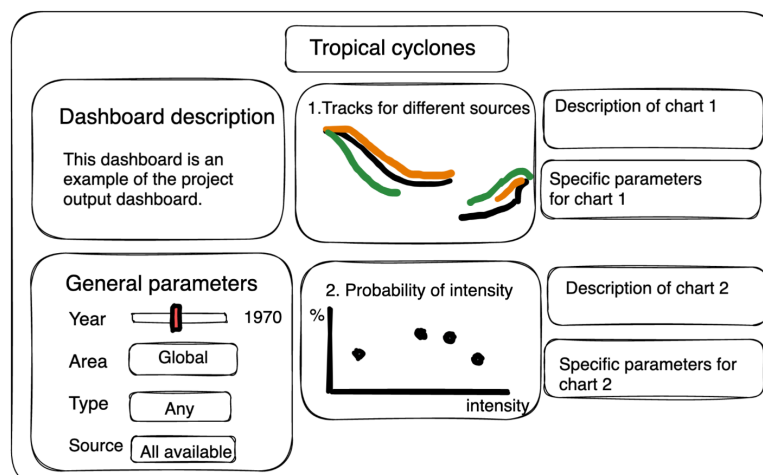 Tropical cyclones
Dashboard description
This dashboard is an
example of the project
output dashboard.
1.Tracks for different sources
Description of chart 1
Specific parameters
for chart 1
General parameters
Year
1970
Area
Global
Type
Any
Source
All available
2. Probability of intensity
%
intensity
Description of chart 2
Specific parameters for
chart 2